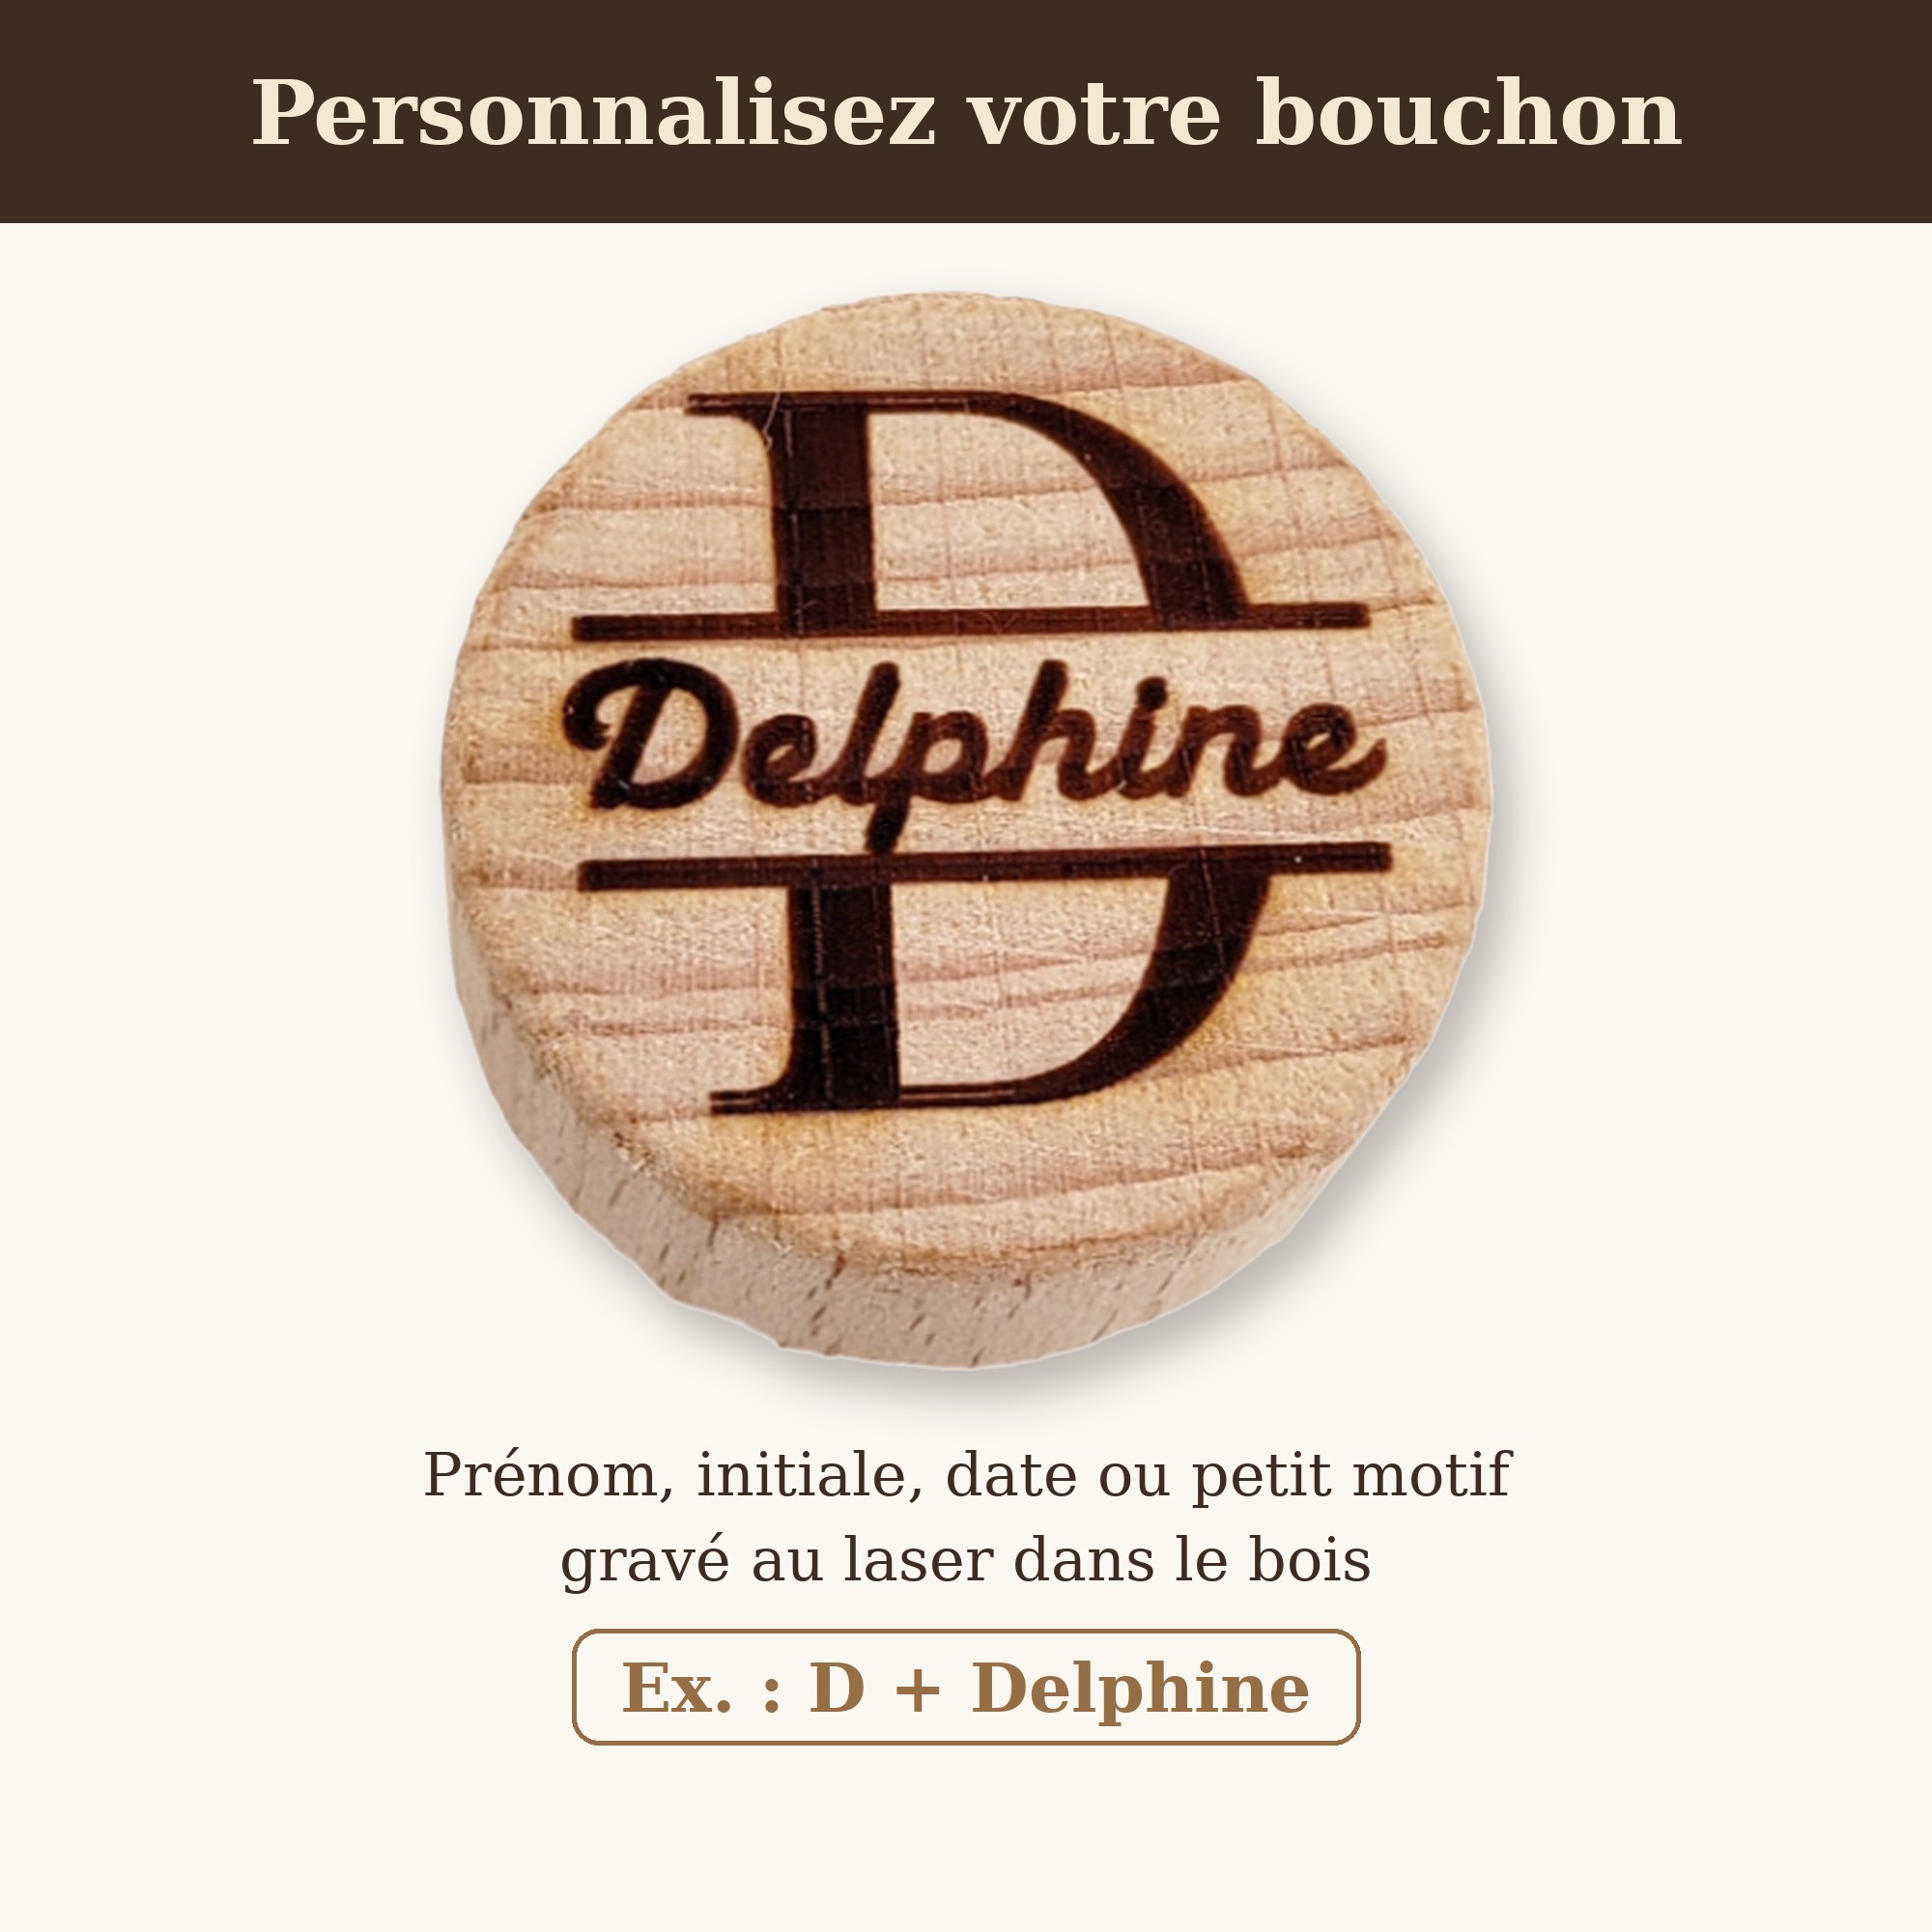 Personnalisez votre bouchon
D
Delphine
Prénom, initiale, date ou petit motif
gravé au laser dans le bois
Ex. : D + Delphine